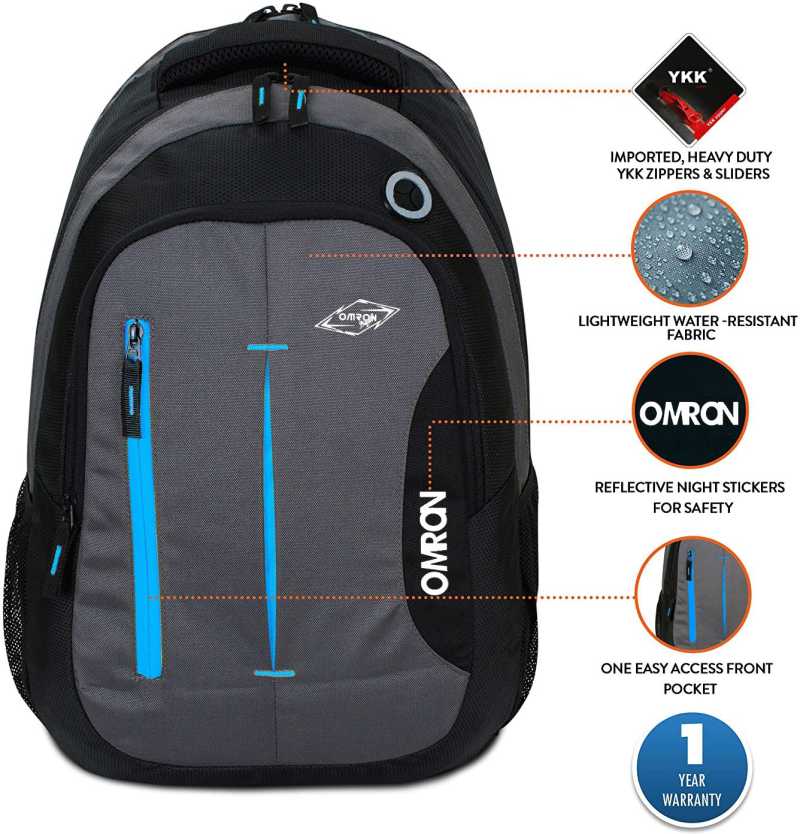 YKK
IMPORTED, HEAVY DUTY
YKK ZIPPERS & SLIDERS
LIGHTWEIGHT WATER -RESISTANT
FABRIC
OMRON
OMRON
REFLECTIVE NIGHT STICKERS
FOR SAFETY
OMRON
ONE EASY ACCESS FRONT
POCKET
1
YEAR
WARRANTY